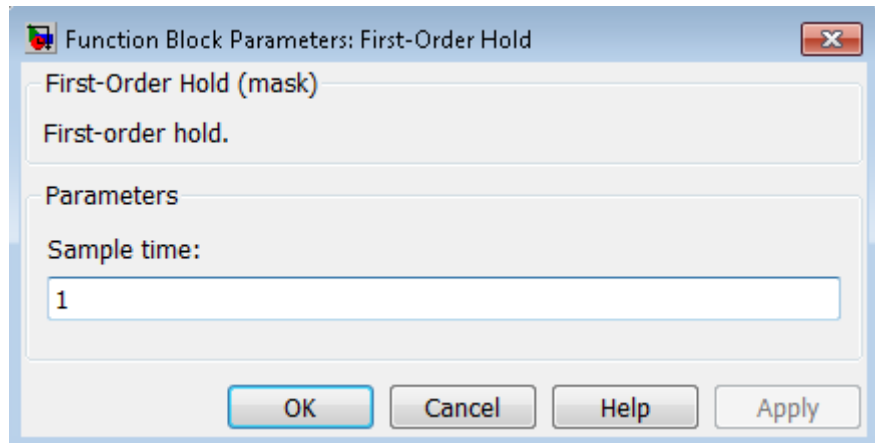 Function Block Parameters: First-Order Hold
First-Order Hold (mask)
First-order hold.
Parameters
Sample time:
1
OK Cancel Help Apply